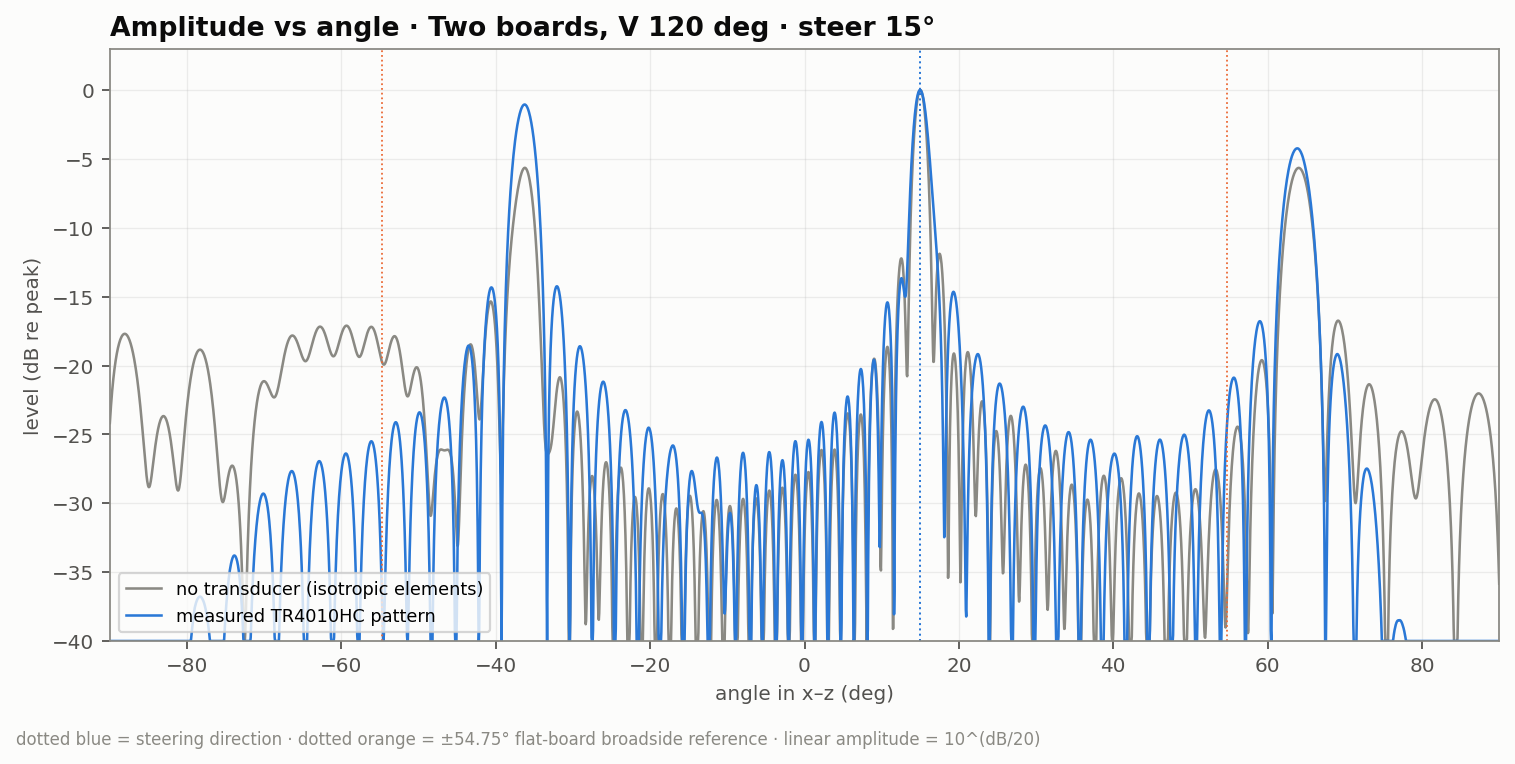 Amplitude vs angle · Two boards, V 120 deg · steer 15°
level (dB re peak)
0
−5
−10
−15
−20
−25
−30
−35
−40
no transducer (isotropic elements)
measured TR4010HC pattern
−80 −60 −40 −20 0 20 40 60 80
angle in x–z (deg)
dotted blue = steering direction · dotted orange = ±54.75° flat-board broadside reference · linear amplitude = 10^(dB/20)